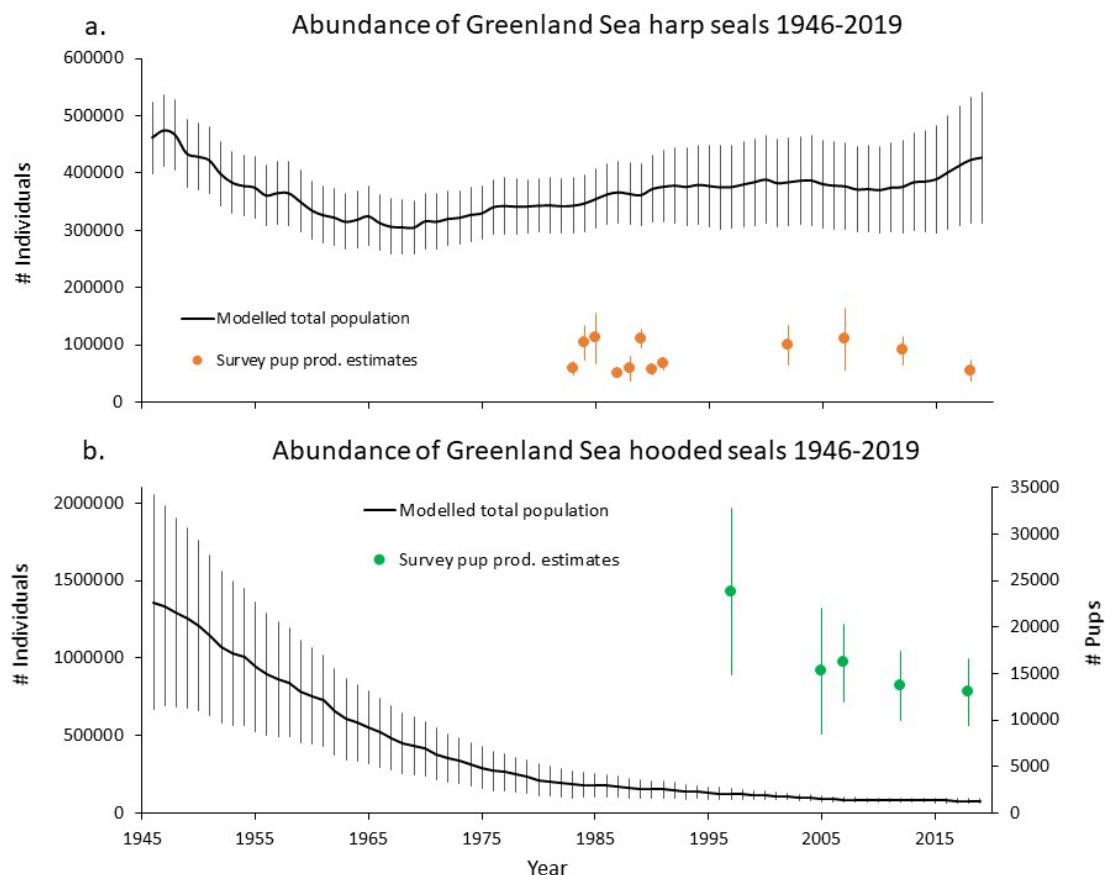 a.
Abundance of Greenland Sea harp seals 1946-2019
600000
500000
400000
300000
200000
100000
0
# Individuals
Modelled total population
Survey pup prod. estimates
b.
Abundance of Greenland Sea hooded seals 1946-2019
2000000
1500000
1000000
500000
0
# Individuals
Modelled total population
Survey pup prod. estimates
35000
30000
25000
20000
15000
10000
5000
0
# Pups
1945 1955 1965 1975 1985 1995 2005 2015
Year